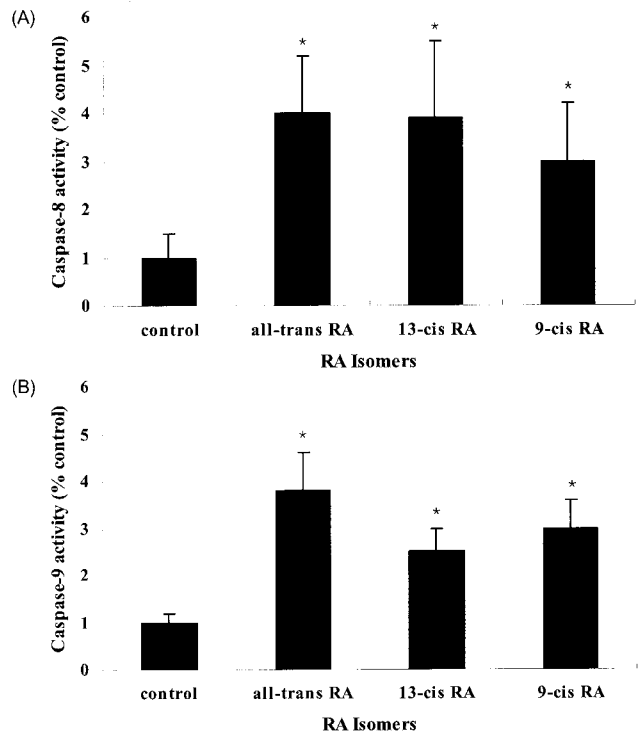 (A)
Caspase-8 activity (% control)
6
5
4
3
2
1
0
* * *
control all-trans RA 13-cis RA 9-cis RA
RA Isomers
(B)
Caspase-9 activity (% control)
6
5
4
3
2
1
0
* * *
control all-trans RA 13-cis RA 9-cis RA
RA Isomers